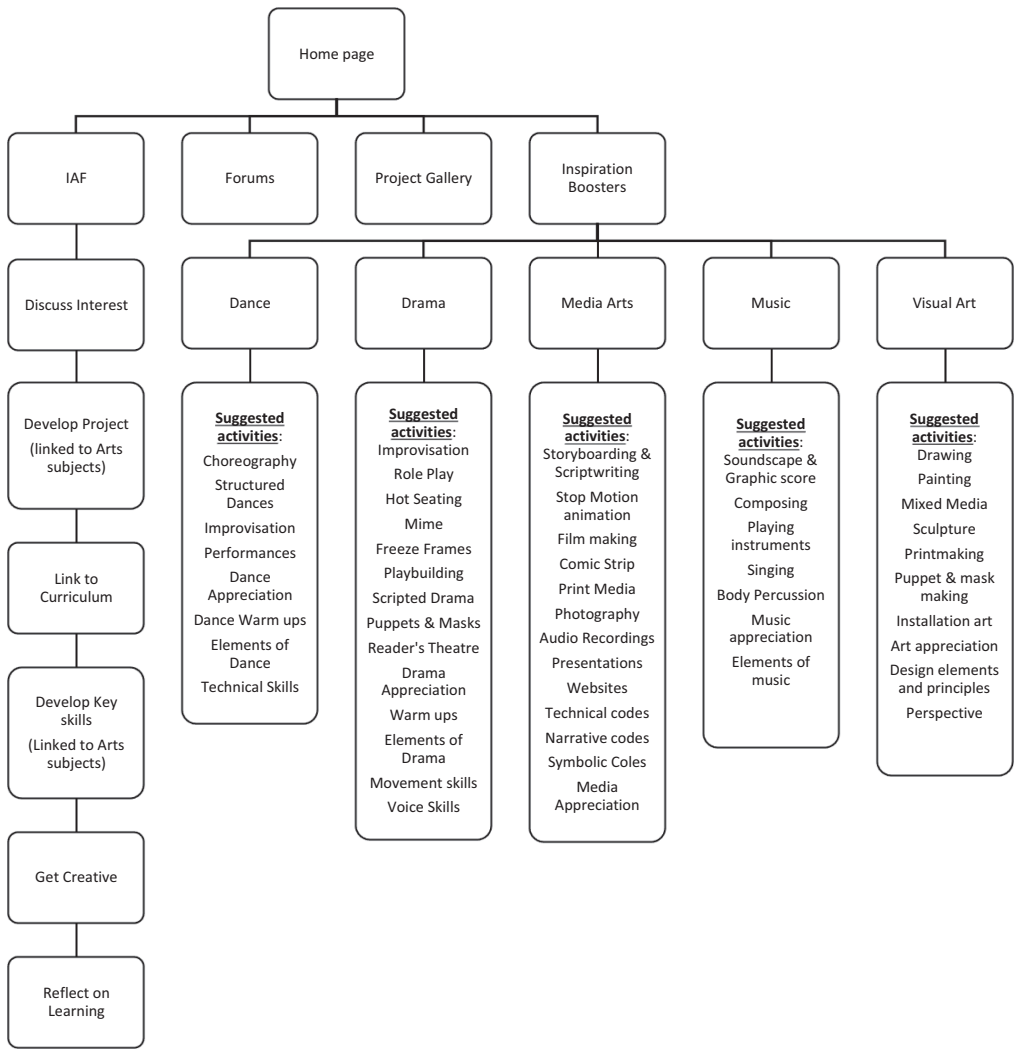 Home page
IAF
Forums
Project Gallery
Inspiration
Boosters
Discuss Interest
Dance
Drama
Media Arts
Music
Visual Art
Develop Project
(linked to Arts
subjects)
Link to
Curriculum
Develop Key
skills
(Linked to Arts
subjects)
Get Creative
Reflect on
Learning
Suggested
activities:
Choreography
Structured
Dances
Improvisation
Performances
Dance
Appreciation
Dance Warm ups
Elements of
Dance
Technical Skills
Suggested
activities:
Improvisation
Role Play
Hot Seating
Mime
Freeze Frames
Playbuilding
Scripted Drama
Puppets & Masks
Reader's Theatre
Drama
Appreciation
Warm ups
Elements of
Drama
Movement skills
Voice Skills
Suggested
activities:
Storyboarding &
Scriptwriting
Stop Motion
animation
Film making
Comic Strip
Print Media
Photography
Audio Recordings
Presentations
Websites
Technical codes
Narrative codes
Symbolic Coles
Media
Appreciation
Suggested
activities:
Soundscape &
Graphic score
Composing
Playing
instruments
Singing
Body Percussion
Music
appreciation
Elements of
music
Suggested
activities:
Drawing
Painting
Mixed Media
Sculpture
Printmaking
Puppet & mask
making
Installation art
Art appreciation
Design elements
and principles
Perspective